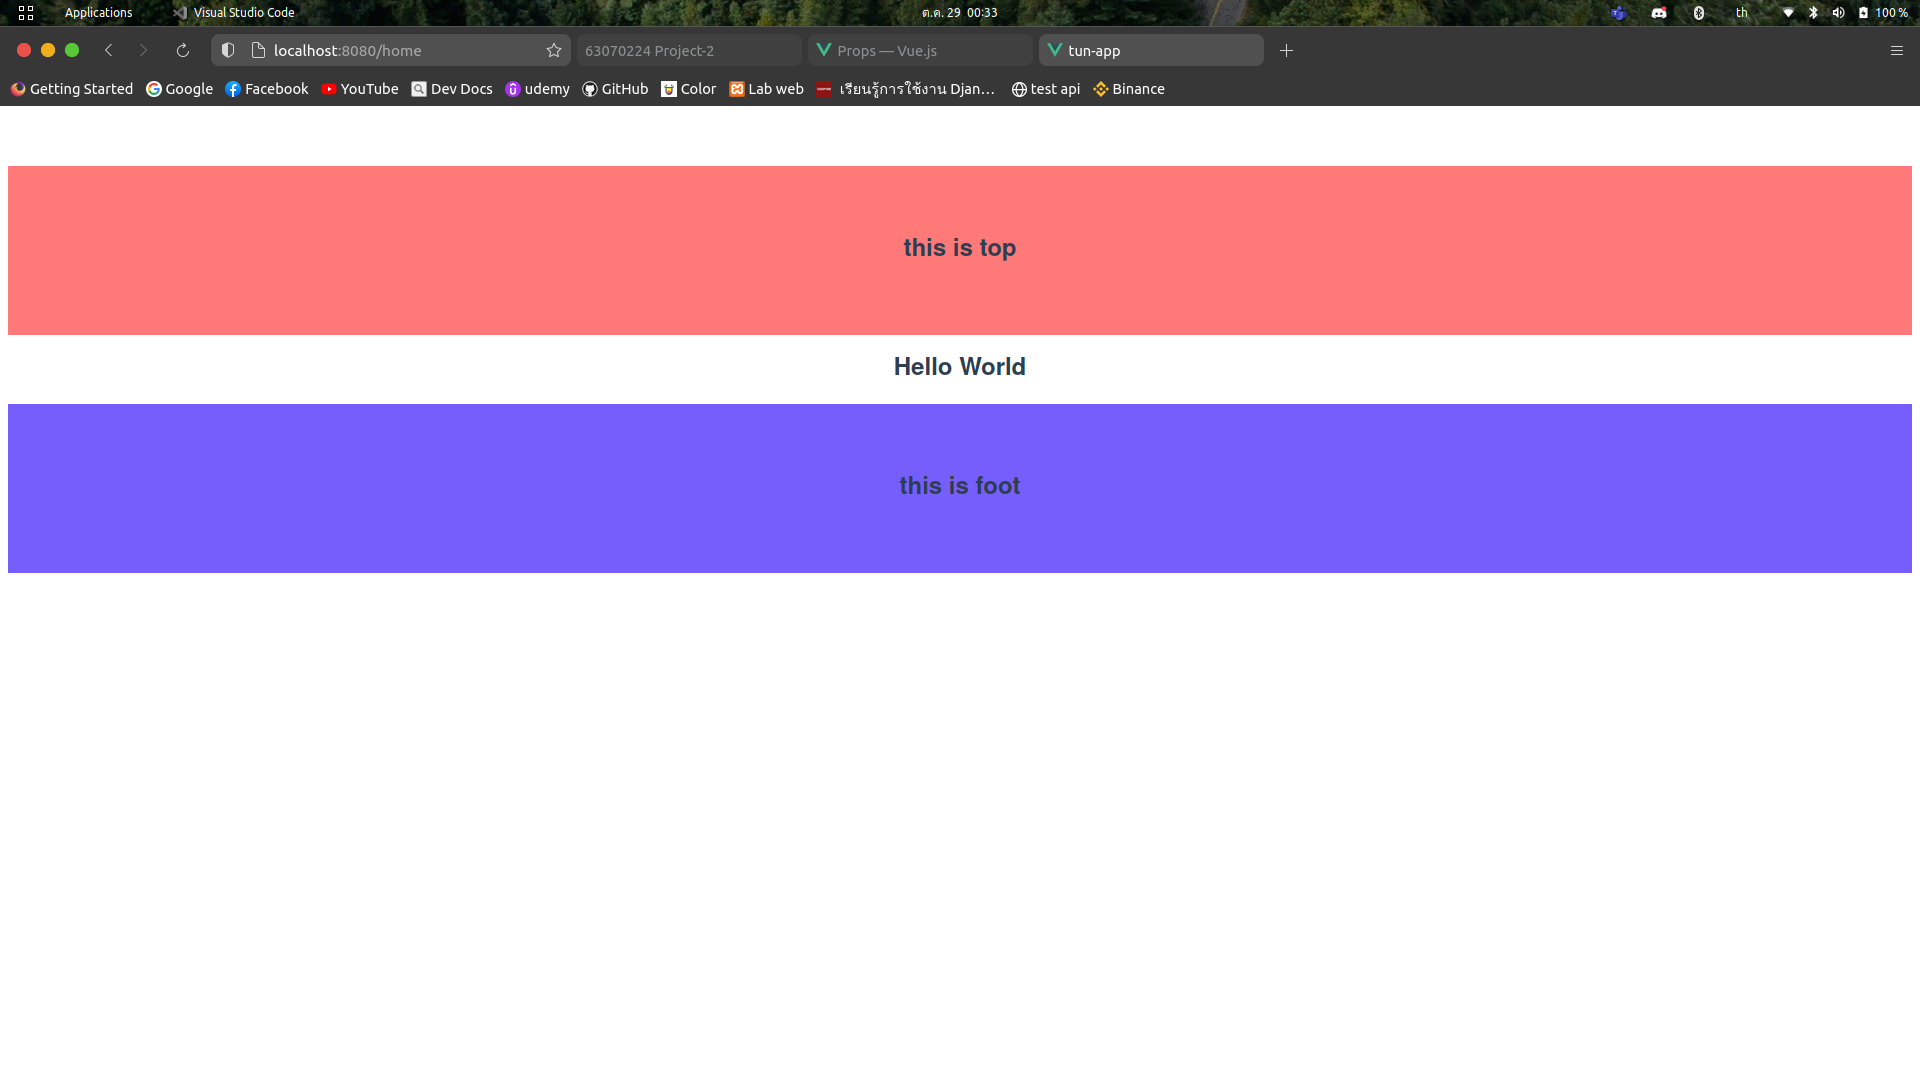 Applications Visual Studio Code ต.ค. 29 00:33 th 100 %
localhost:8080/home 63070224 Project-2 Props — Vue.js tun-app
Getting Started Google Facebook YouTube Dev Docs udemy GitHub Color Lab web เรียนรู้การใช้งาน Djan... test api Binance
this is top
Hello World
this is foot